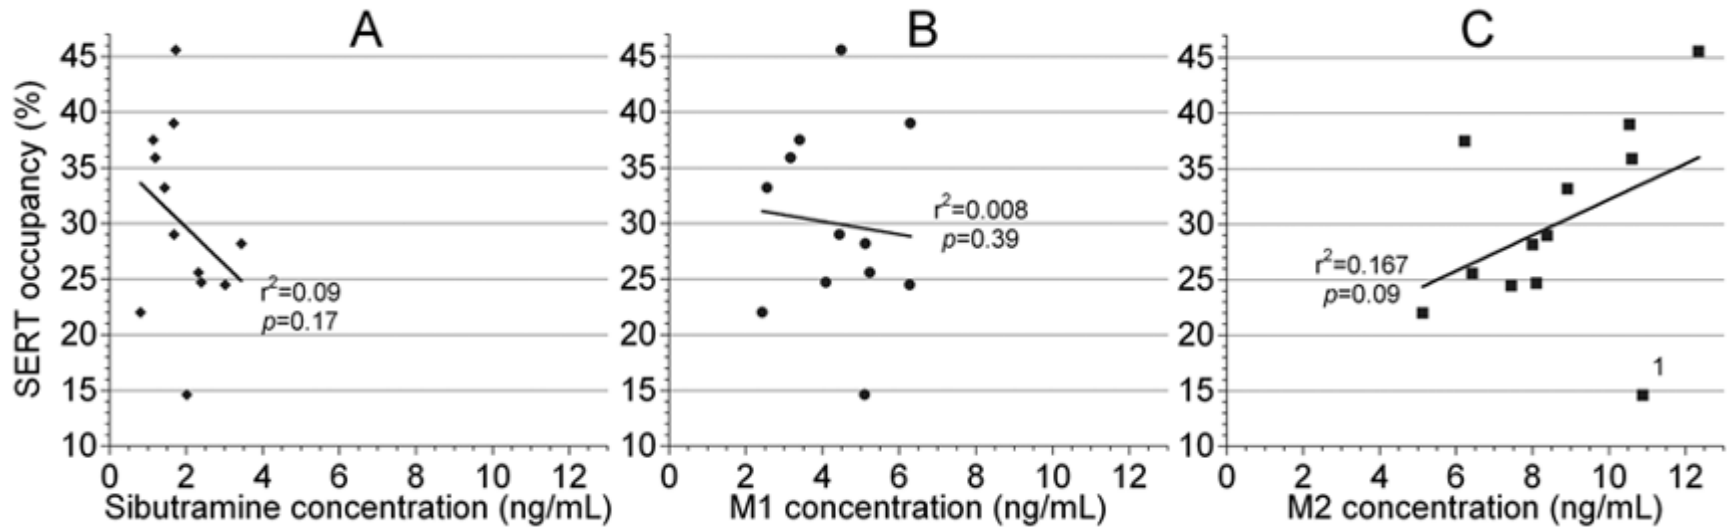 A
B
C
SERT occupancy (%)
45
40
35
30
25
20
15
10
r²=0.09
p=0.17
0 2 4 6 8 10 12
Sibutramine concentration (ng/mL)
45
40
35
30
25
20
15
10
r²=0.008
p=0.39
0 2 4 6 8 10 12
M1 concentration (ng/mL)
45
40
35
30
25
20
15
10
r²=0.167
p=0.09
1
0 2 4 6 8 10 12
M2 concentration (ng/mL)